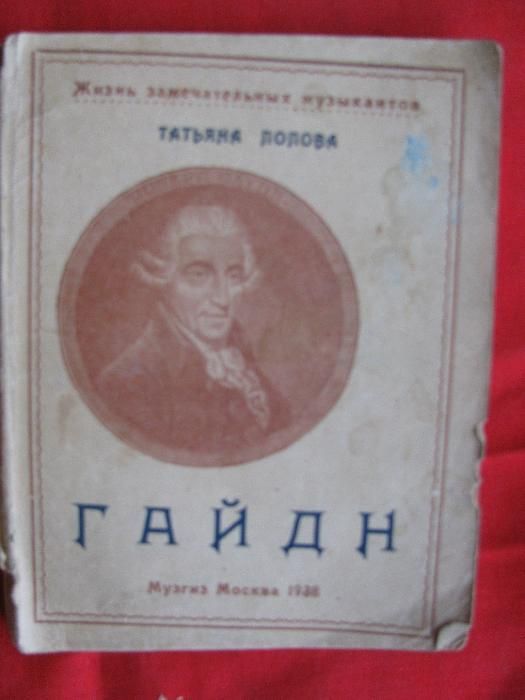 Жизнь замечательных музыкантов
ТАТЬЯНА ПОПОВА
ГАЙДН
Музгиз Москва 1938